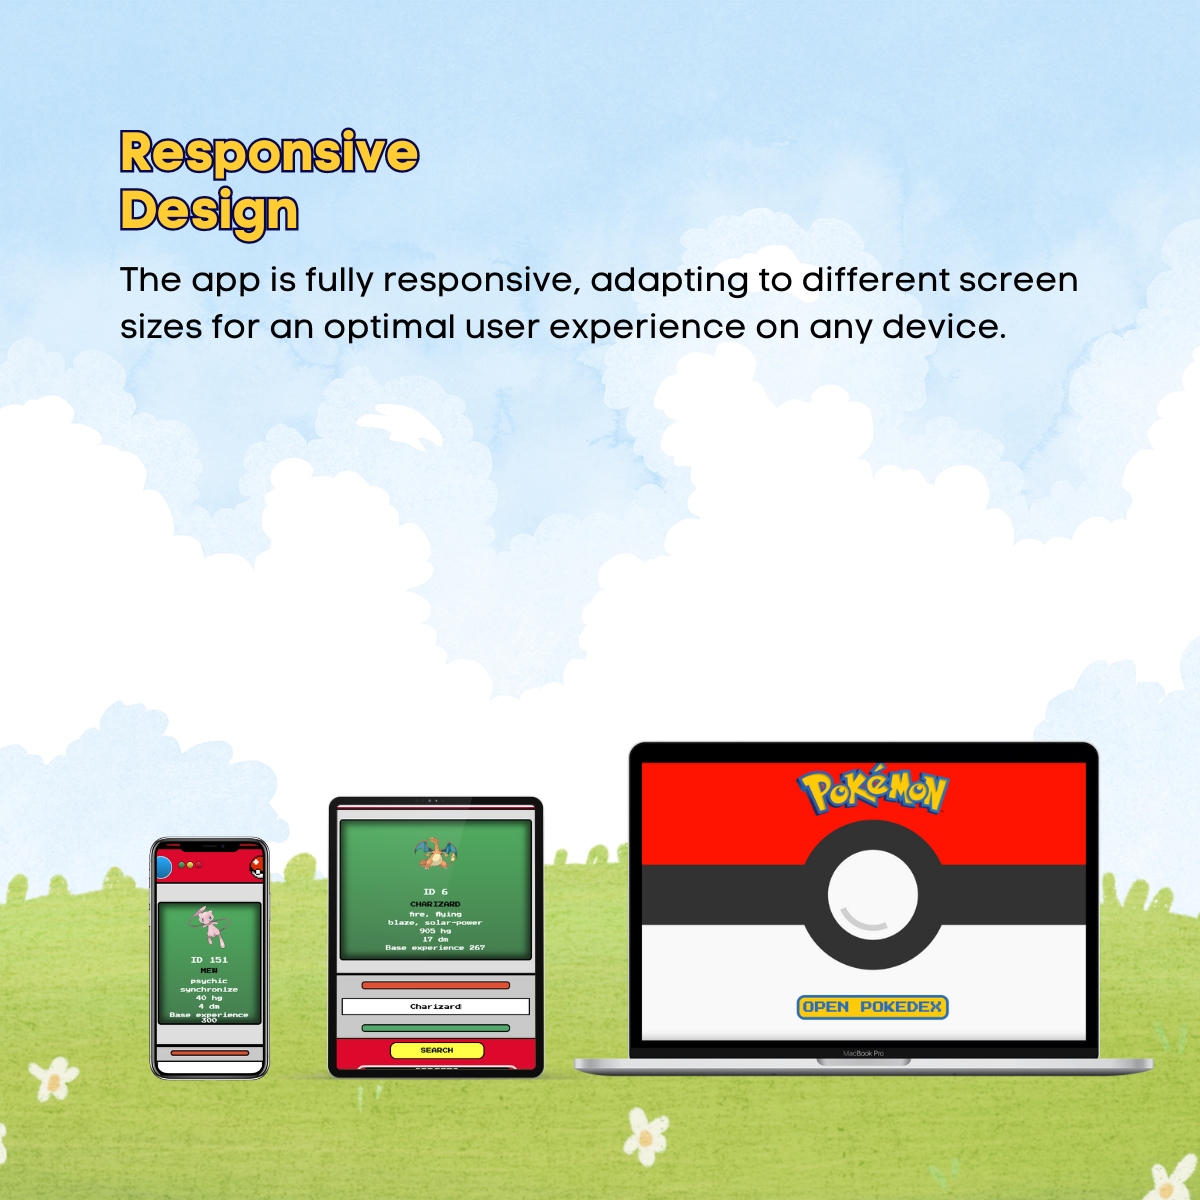 Responsive
Design
The app is fully responsive, adapting to different screen
sizes for an optimal user experience on any device.
POKéMON
OPEN POKEDEX
MacBook Pro
ID 6
CHARIZARD
fire, flying
blaze, solar-power
905 hg
17 dm
Base experience 267
Charizard
SEARCH
ID 151
MEW
psychic
synchronize
40 hg
4 dm
Base experience
300